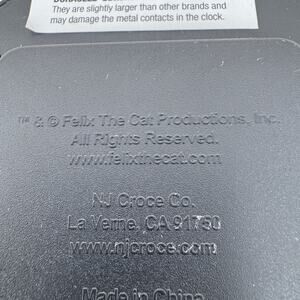 They are slightly larger than other brands and
may damage the metal contacts in the clock.
™ & © Felix The Cat Productions, Inc.
All Rights Reserved.
www.felixthecat.com
NJ Croce Co.
La Verne, CA 91750
www.njcroce.com
Made in China